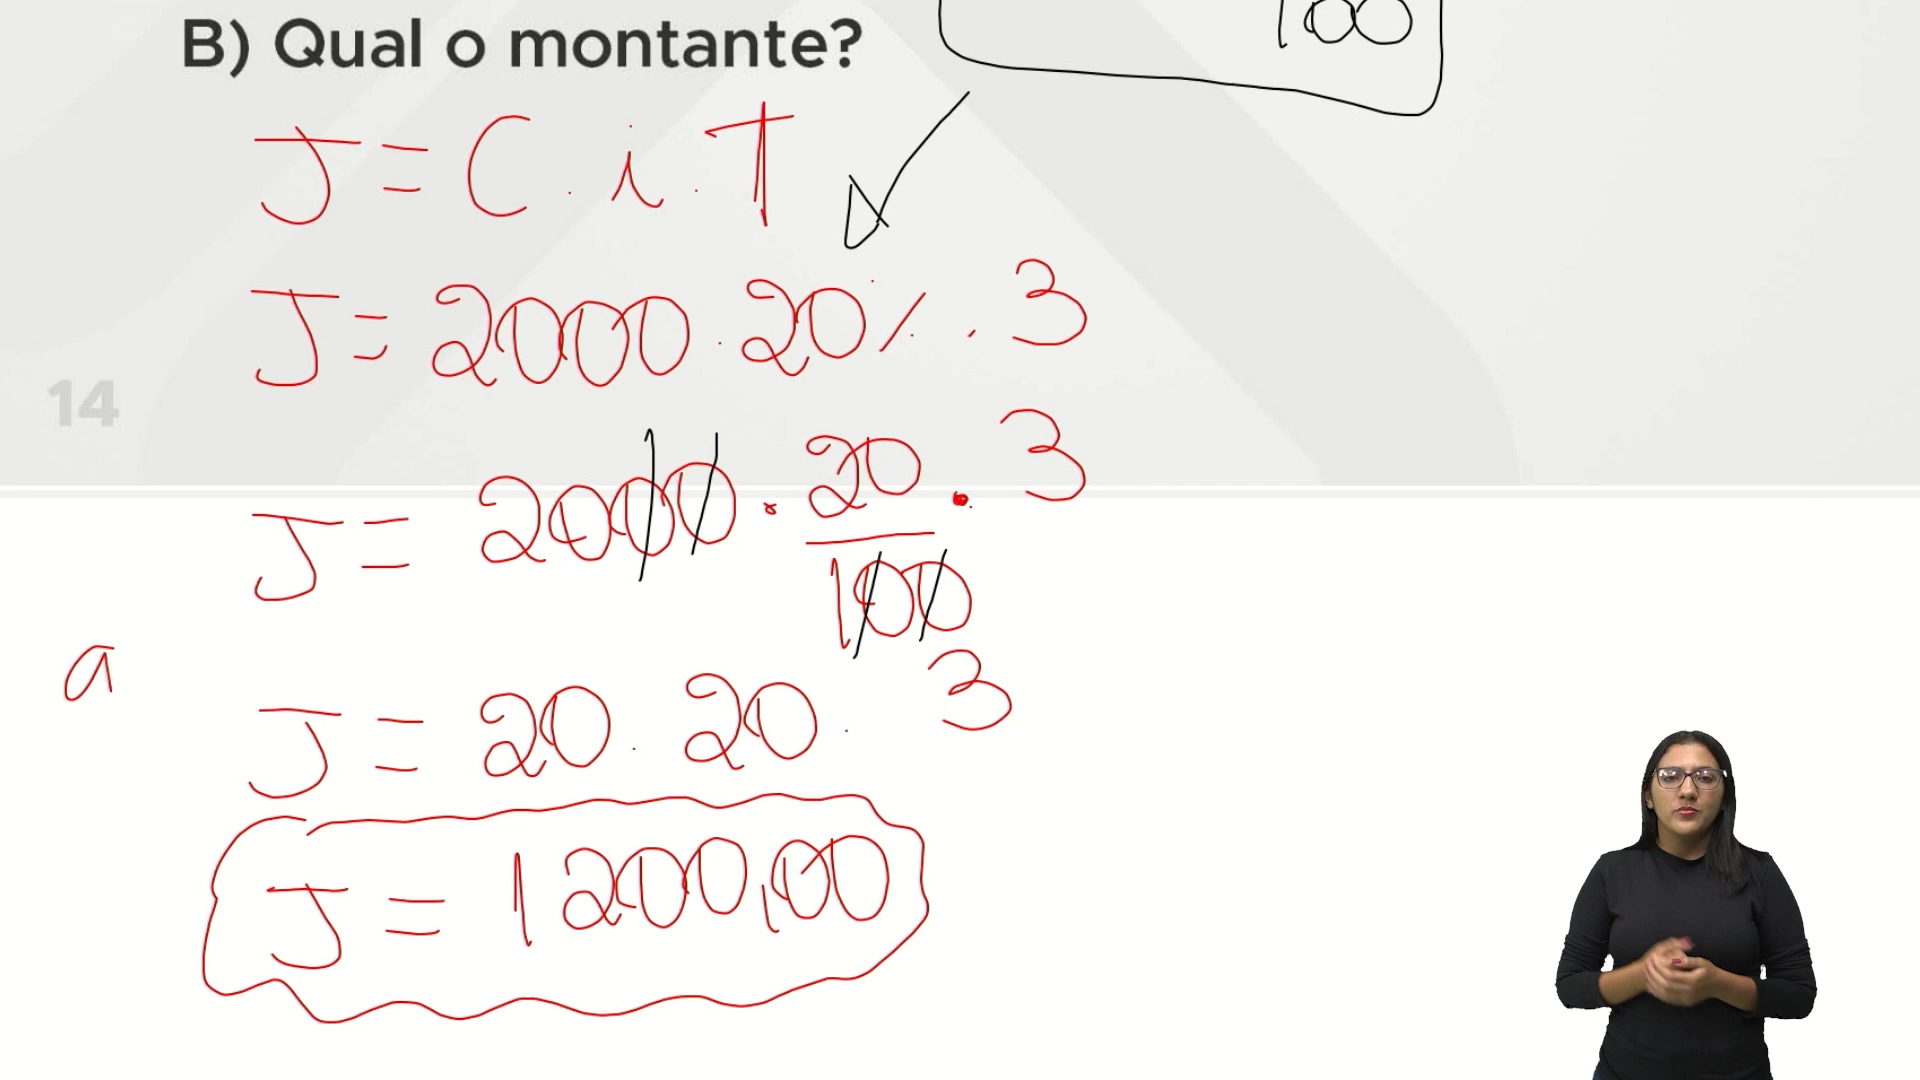 B) Qual o montante?
100
J = C . i . T
J = 2000 . 20% . 3
14
J = 2000 . 20/100 . 3
a
J = 20 . 20 . 3
J = 1200,00